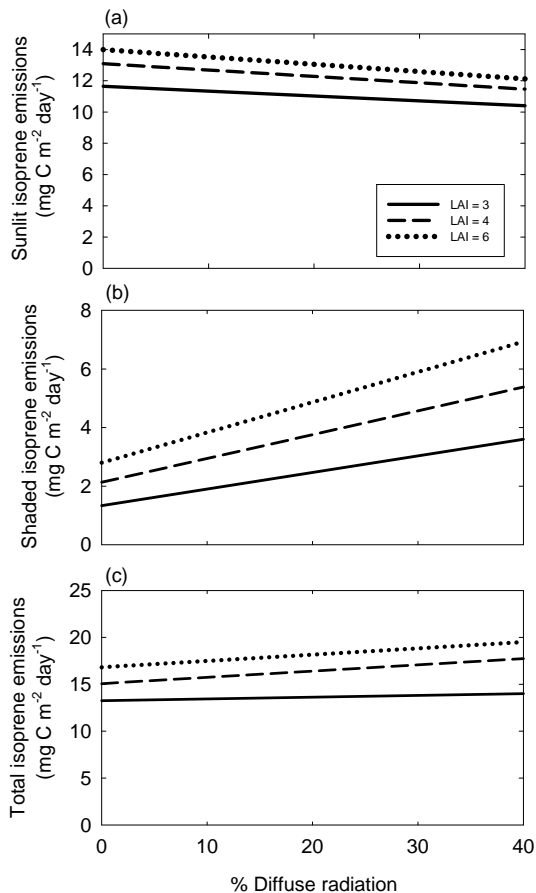 (a)
14
12
10
8
6
4
2
0
Sunlit isoprene emissions
(mg C m-2 day-1)
LAI = 3
LAI = 4
LAI = 6
(b)
8
6
4
2
0
Shaded isoprene emissions
(mg C m-2 day-1)
(c)
25
20
15
10
5
0
Total isoprene emissions
(mg C m-2 day-1)
0 10 20 30 40
% Diffuse radiation